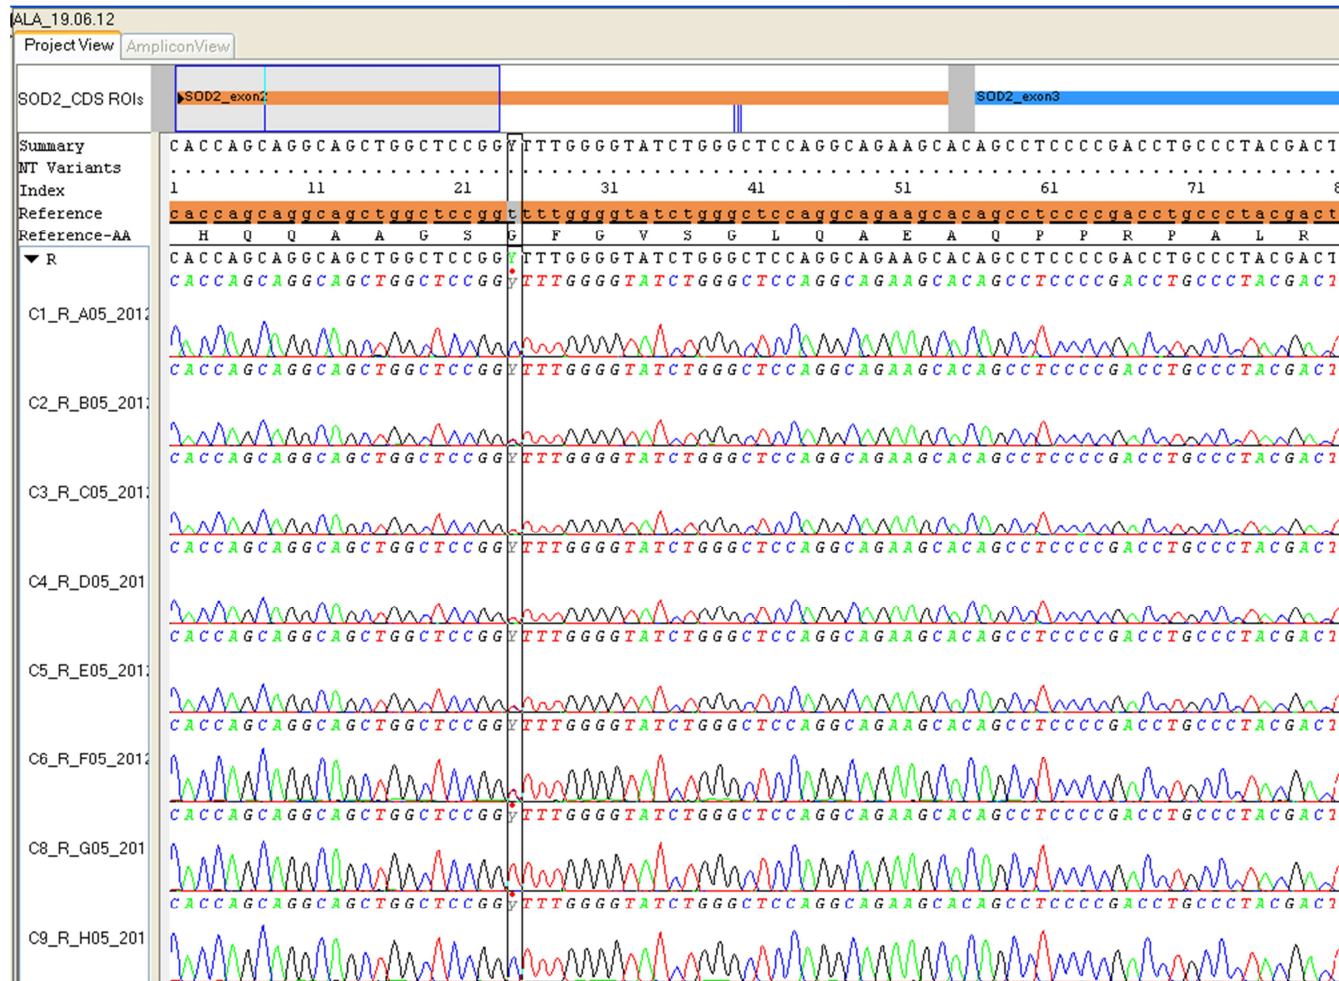 ALA_19.06.12
Project View AmpliconView
SOD2_CDS ROIs SOD2_exon2 SOD2_exon3
Summary CACCAGCAGGCAGCTGGCTCCGGYTTTGGGGTATCTGGGCTCCAGGCAGAAGCACAGCCTCCCCGACCTGCCCTACGACT
NT Variants
Index 1 11 21 31 41 51 61 71 8
Reference caccagcaggcagctggctccggttttggggtatctgggctccaggcagaagcacagcctccccgacctgccctacgact
Reference-AA H Q Q A A G S G F G V S G L Q A E A Q P P R P A L R
R CACCAGCAGGCAGCTGGCTCCGGYTTTGGGGTATCTGGGCTCCAGGCAGAAGCACAGCCTCCCCGACCTGCCCTACGACT
CACCAGCAGGCAGCTGGCTCCGGyTTTGGGGTATCTGGGCTCCAGGCAGAAGCACAGCCTCCCCGACCTGCCCTACGACT
C1_R_A05_2012
CACCAGCAGGCAGCTGGCTCCGGYTTTGGGGTATCTGGGCTCCAGGCAGAAGCACAGCCTCCCCGACCTGCCCTACGACT
C2_R_B05_201
CACCAGCAGGCAGCTGGCTCCGGYTTTGGGGTATCTGGGCTCCAGGCAGAAGCACAGCCTCCCCGACCTGCCCTACGACT
C3_R_C05_201
CACCAGCAGGCAGCTGGCTCCGGYTTTGGGGTATCTGGGCTCCAGGCAGAAGCACAGCCTCCCCGACCTGCCCTACGACT
C4_R_D05_201
CACCAGCAGGCAGCTGGCTCCGGYTTTGGGGTATCTGGGCTCCAGGCAGAAGCACAGCCTCCCCGACCTGCCCTACGACT
C5_R_E05_201
CACCAGCAGGCAGCTGGCTCCGGYTTTGGGGTATCTGGGCTCCAGGCAGAAGCACAGCCTCCCCGACCTGCCCTACGACT
C6_R_F05_2012
CACCAGCAGGCAGCTGGCTCCGGyTTTGGGGTATCTGGGCTCCAGGCAGAAGCACAGCCTCCCCGACCTGCCCTACGACT
C8_R_G05_201
CACCAGCAGGCAGCTGGCTCCGGyTTTGGGGTATCTGGGCTCCAGGCAGAAGCACAGCCTCCCCGACCTGCCCTACGACT
C9_R_H05_201